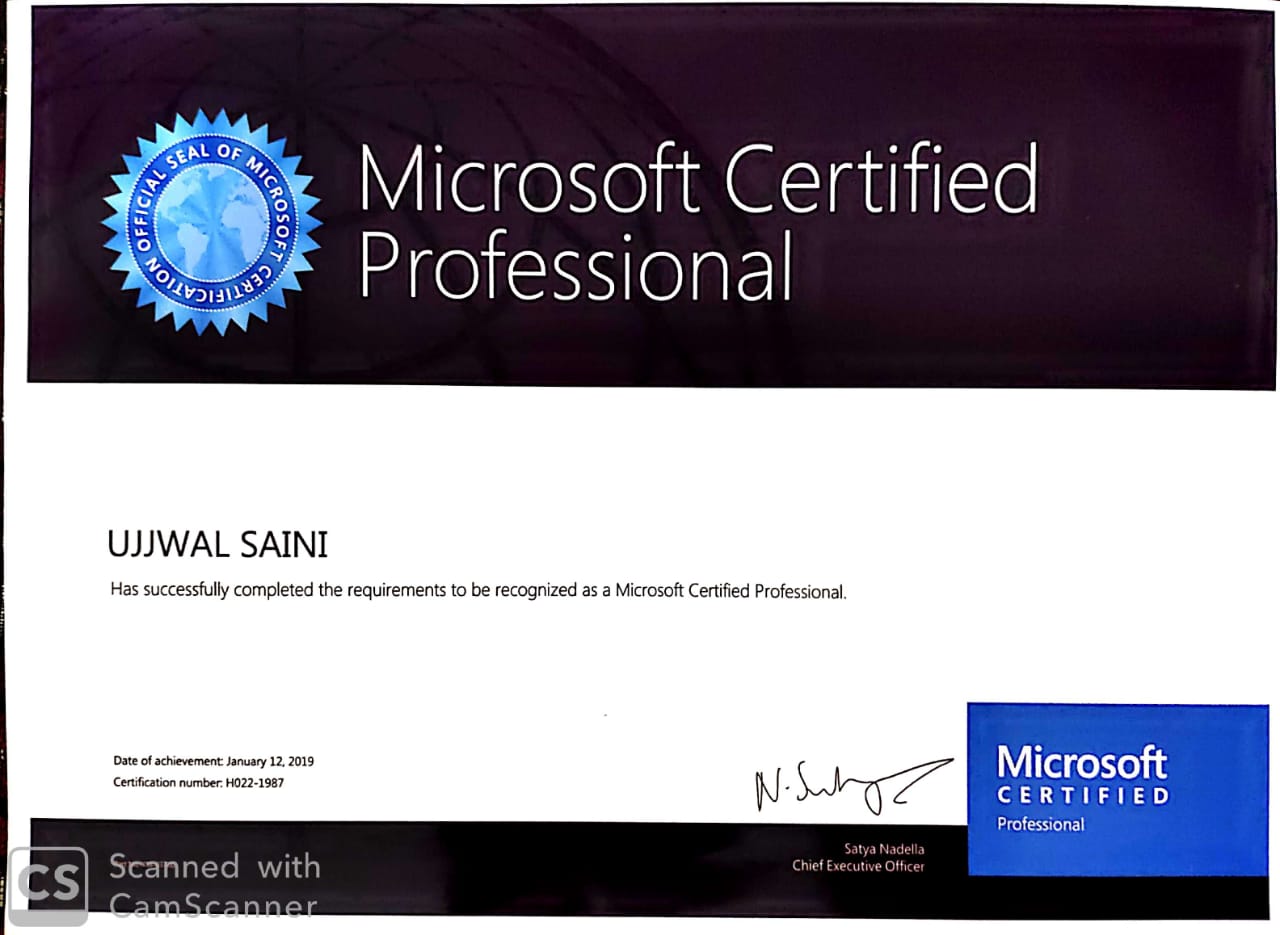 OFFICIAL SEAL OF MICROSOFT CERTIFICATION
Microsoft Certified
Professional
UJJWAL SAINI
Has successfully completed the requirements to be recognized as a Microsoft Certified Professional.
Date of achievement: January 12, 2019
Certification number: H022-1987
Satya Nadella
Chief Executive Officer
Microsoft
CERTIFIED
Professional
CS
Scanned with
CamScanner